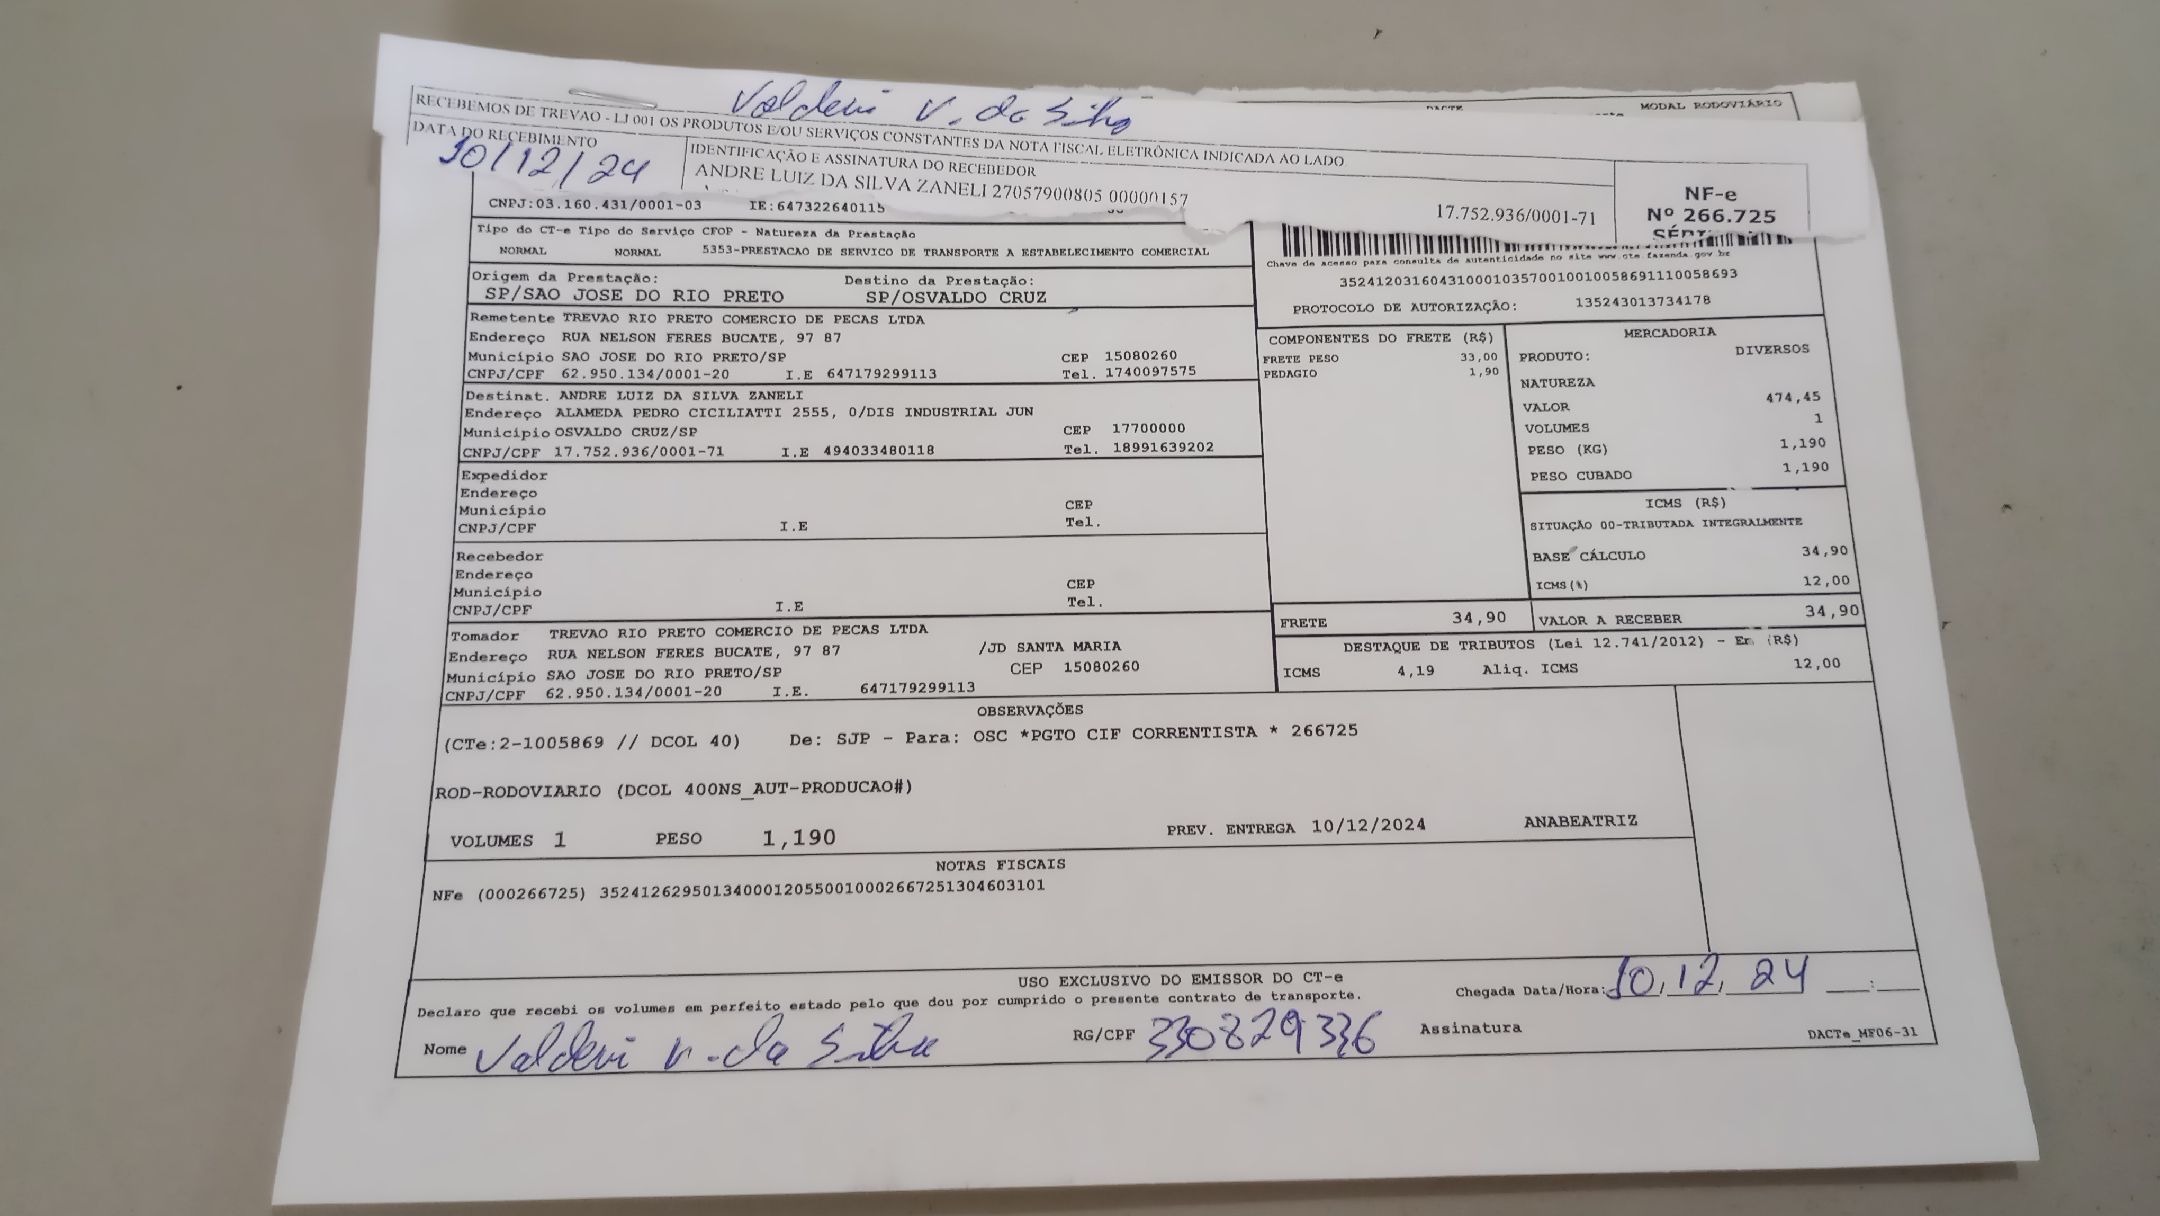 Valdeni V. da Silva
MODAL RODOVIÁRIO
RECEBEMOS DE TREVAO - LJ 001 OS PRODUTOS E/OU SERVIÇOS CONSTANTES DA NOTA FISCAL ELETRÔNICA INDICADA AO LADO
DATA DO RECEBIMENTO
10/12/24
IDENTIFICAÇÃO E ASSINATURA DO RECEBEDOR
ANDRE LUIZ DA SILVA ZANELI 27057900805 00000157
17.752.936/0001-71
NF-e
Nº 266.725
CNPJ:03.160.431/0001-03 IE:647322640115
Tipo do CT-e Tipo do Serviço CFOP - Natureza da Prestação
NORMAL NORMAL 5353-PRESTACAO DE SERVICO DE TRANSPORTE A ESTABELECIMENTO COMERCIAL
Chave de acesso para consulta de autenticidade no site www.cte.fazenda.gov.br
35241203160431000103570010010058691110058693
PROTOCOLO DE AUTORIZAÇÃO: 135243013734178
Origem da Prestação: Destino da Prestação:
SP/SAO JOSE DO RIO PRETO SP/OSVALDO CRUZ
Remetente TREVAO RIO PRETO COMERCIO DE PECAS LTDA
Endereço RUA NELSON FERES BUCATE, 97 87
Município SAO JOSE DO RIO PRETO/SP CEP 15080260
CNPJ/CPF 62.950.134/0001-20 I.E 647179299113 Tel. 1740097575
Destinat. ANDRE LUIZ DA SILVA ZANELI
Endereço ALAMEDA PEDRO CICILIATTI 2555, 0/DIS INDUSTRIAL JUN
Município OSVALDO CRUZ/SP CEP 17700000
CNPJ/CPF 17.752.936/0001-71 I.E 494033480118 Tel. 18991639202
Expedidor
Endereço
Município CEP
CNPJ/CPF I.E Tel.
Recebedor
Endereço
Município CEP
CNPJ/CPF I.E Tel.
Tomador TREVAO RIO PRETO COMERCIO DE PECAS LTDA
Endereço RUA NELSON FERES BUCATE, 97 87 /JD SANTA MARIA
Município SAO JOSE DO RIO PRETO/SP CEP 15080260
CNPJ/CPF 62.950.134/0001-20 I.E. 647179299113
COMPONENTES DO FRETE (R$)
FRETE PESO 33,00
PEDAGIO 1,90
MERCADORIA
PRODUTO: DIVERSOS
NATUREZA
VALOR 474,45
VOLUMES 1
PESO (KG) 1,190
PESO CUBADO 1,190
ICMS (R$)
SITUAÇÃO 00-TRIBUTADA INTEGRALMENTE
BASE CÁLCULO 34,90
ICMS(%) 12,00
FRETE 34,90 VALOR A RECEBER 34,90
DESTAQUE DE TRIBUTOS (Lei 12.741/2012) - Em (R$)
ICMS 4,19 Aliq. ICMS 12,00
OBSERVAÇÕES
(CTe:2-1005869 // DCOL 40) De: SJP - Para: OSC *PGTO CIF CORRENTISTA * 266725
ROD-RODOVIARIO (DCOL 400NS_AUT-PRODUCAO#)
VOLUMES 1 PESO 1,190 PREV. ENTREGA 10/12/2024 ANABEATRIZ
NOTAS FISCAIS
NFe (000266725) 35241262950134000120550010002667251304603101
USO EXCLUSIVO DO EMISSOR DO CT-e
Declaro que recebi os volumes em perfeito estado pelo que dou por cumprido o presente contrato de transporte.
Chegada Data/Hora: 10,12,24 :
Nome Valdeni V. da Silva RG/CPF 330829336 Assinatura
DACTe_MF06-31